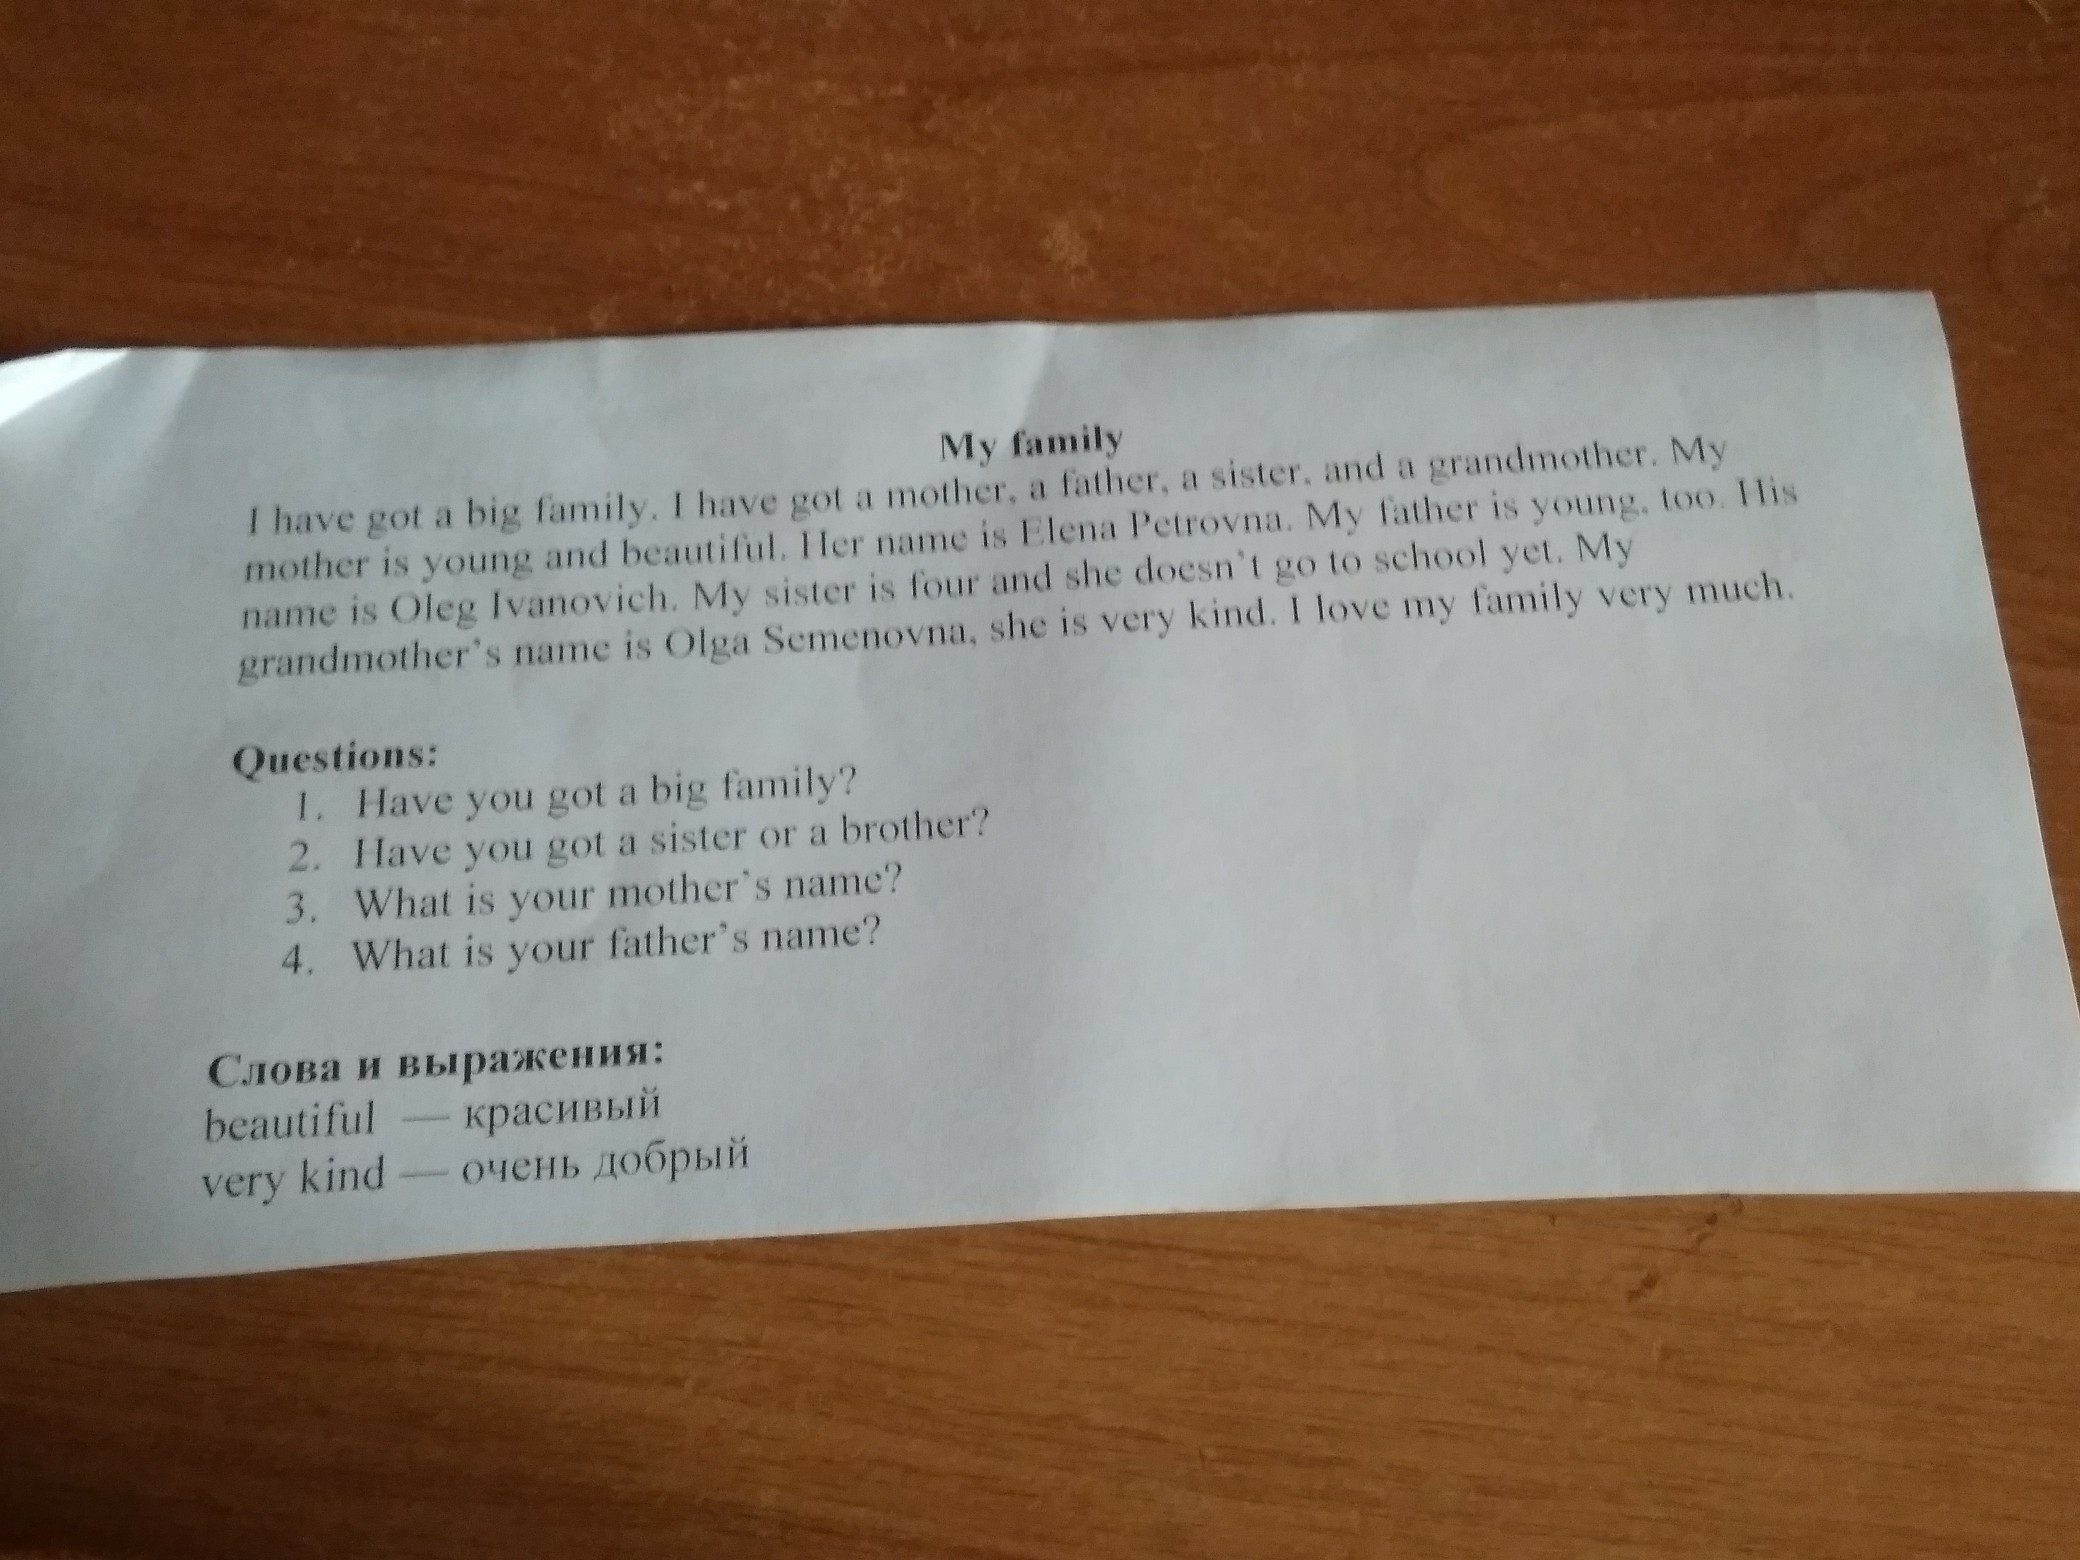 My family
I have got a big family. I have got a mother, a father, a sister, and a grandmother. My
mother is young and beautiful. Her name is Elena Petrovna. My father is young, too. His
name is Oleg Ivanovich. My sister is four and she doesn't go to school yet. My
grandmother's name is Olga Semenovna, she is very kind. I love my family very much.
Questions:
1. Have you got a big family?
2. Have you got a sister or a brother?
3. What is your mother's name?
4. What is your father's name?
Слова и выражения:
beautiful — красивый
very kind — очень добрый